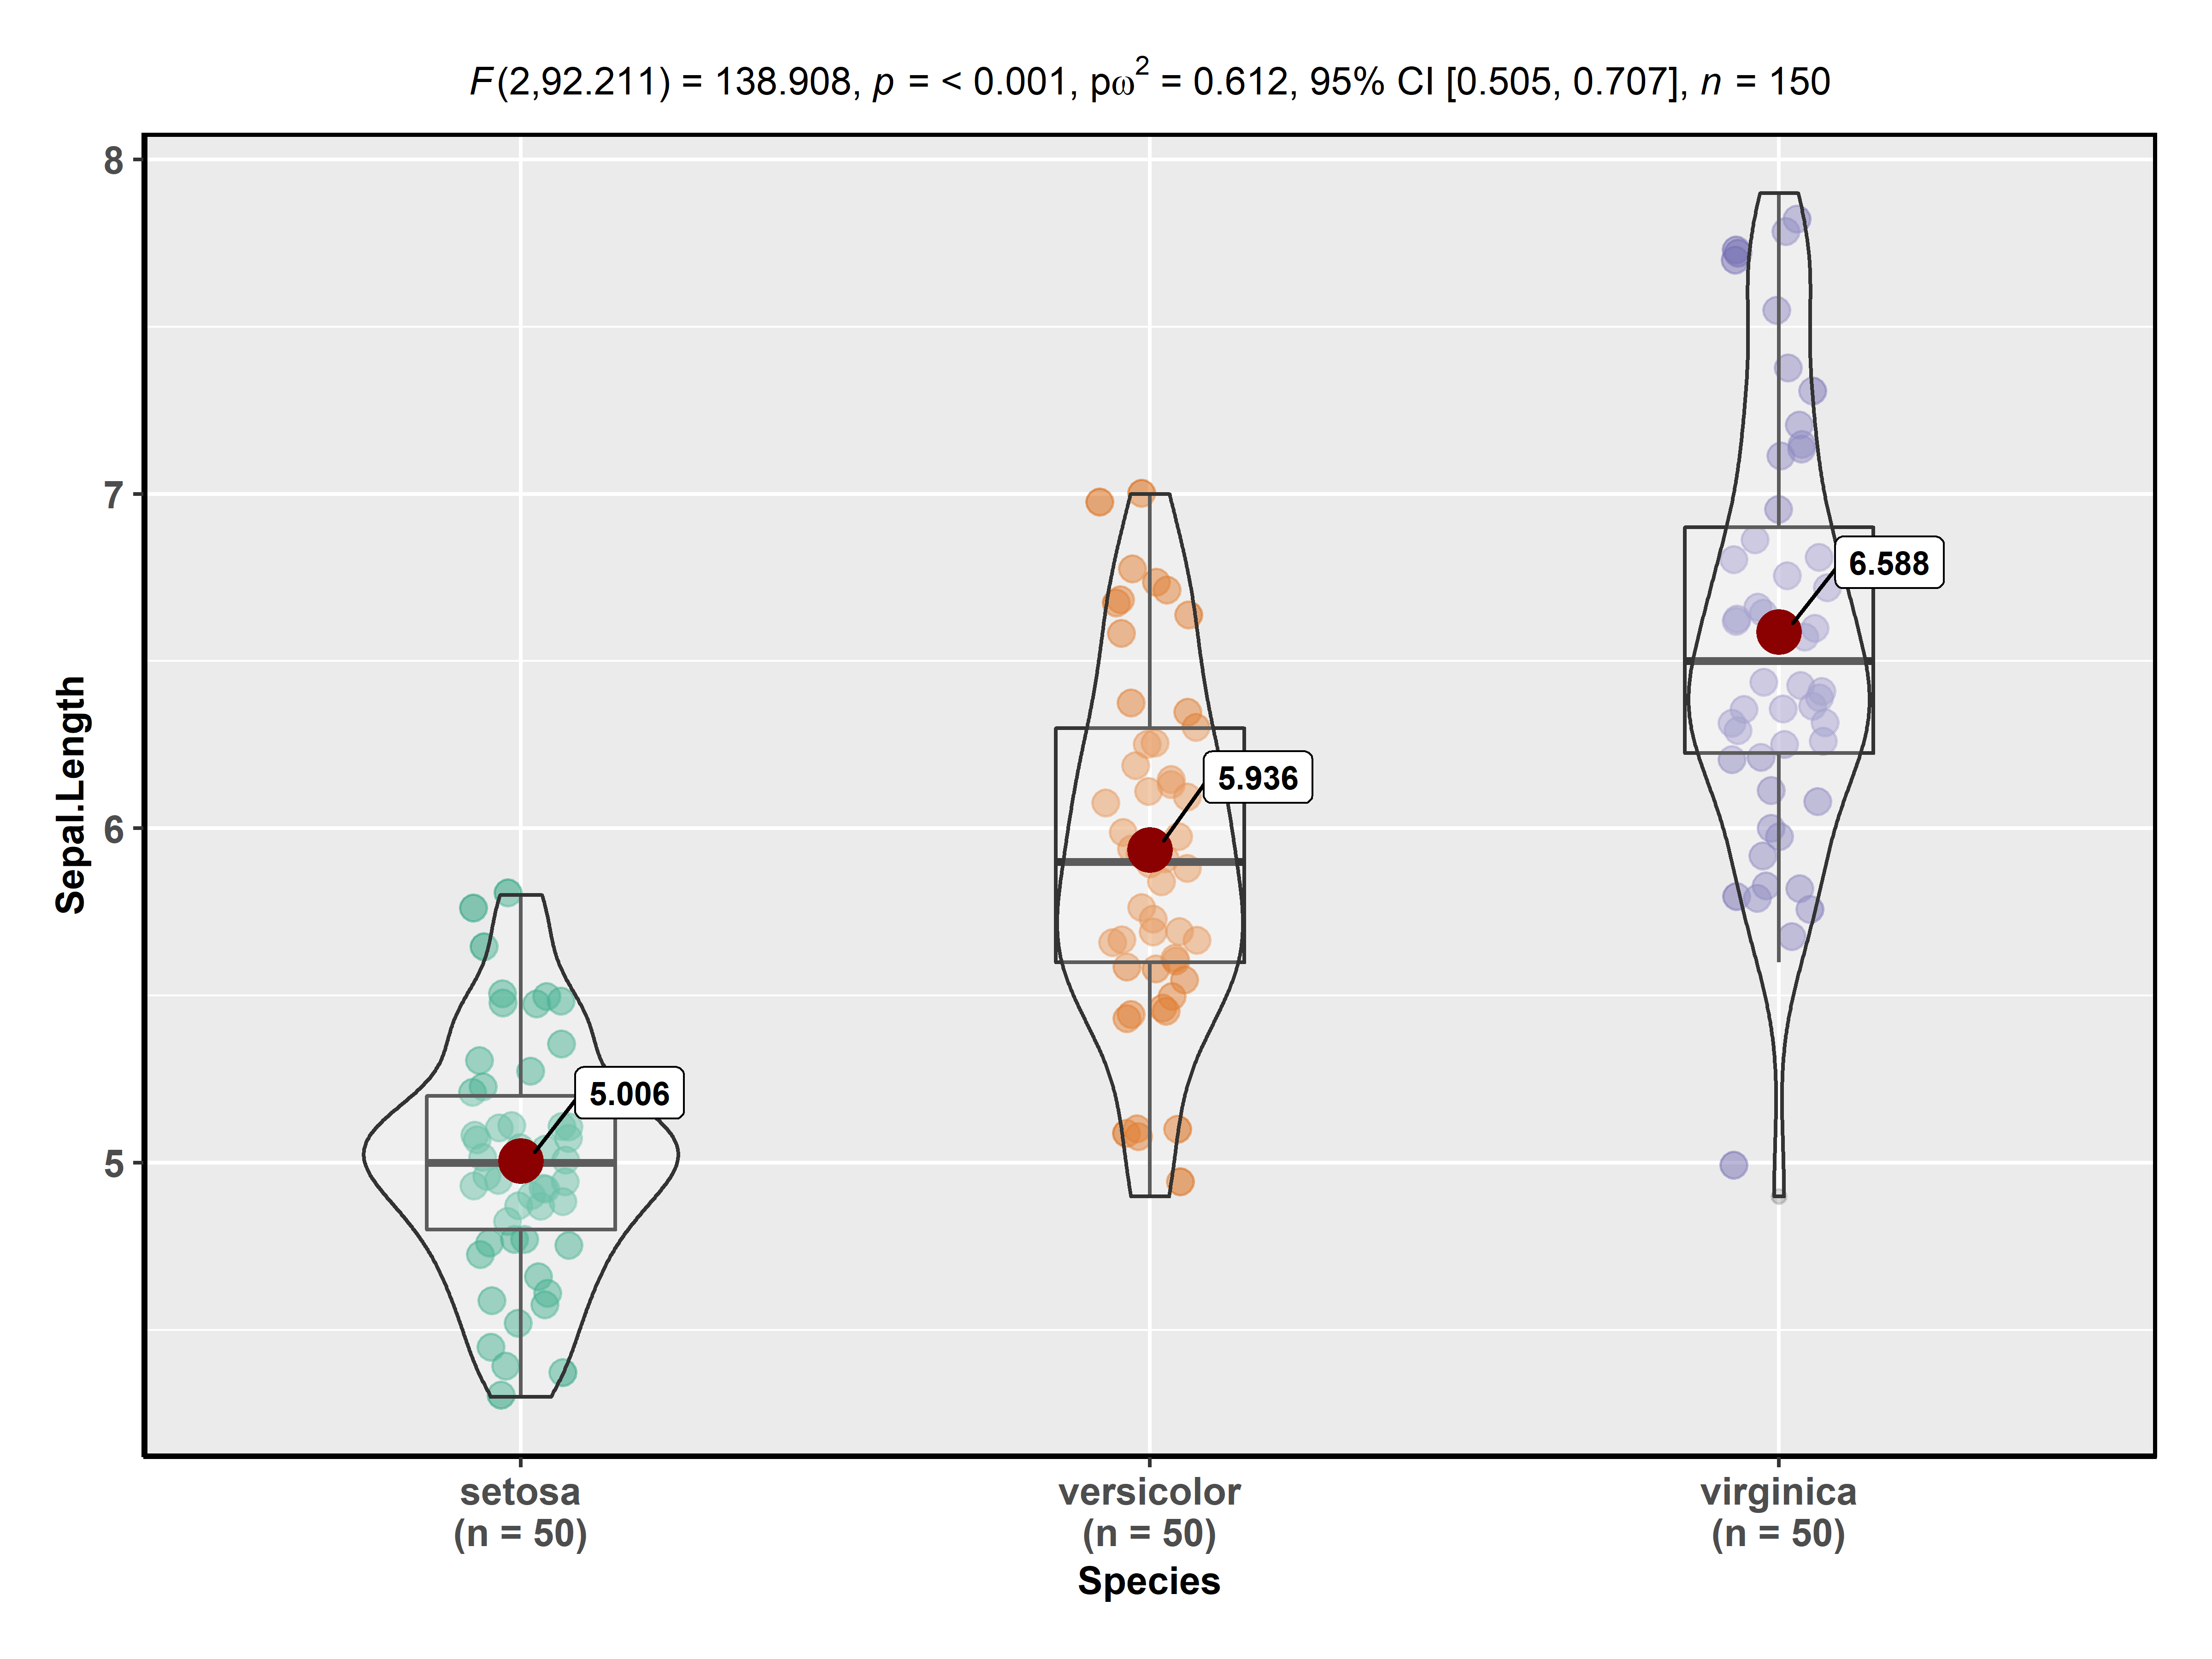 F(2,92.211) = 138.908, p = < 0.001, pω² = 0.612, 95% CI [0.505, 0.707], n = 150
8
7
6
5
Sepal.Length
6.588
5.936
5.006
setosa
(n = 50)
versicolor
(n = 50)
virginica
(n = 50)
Species